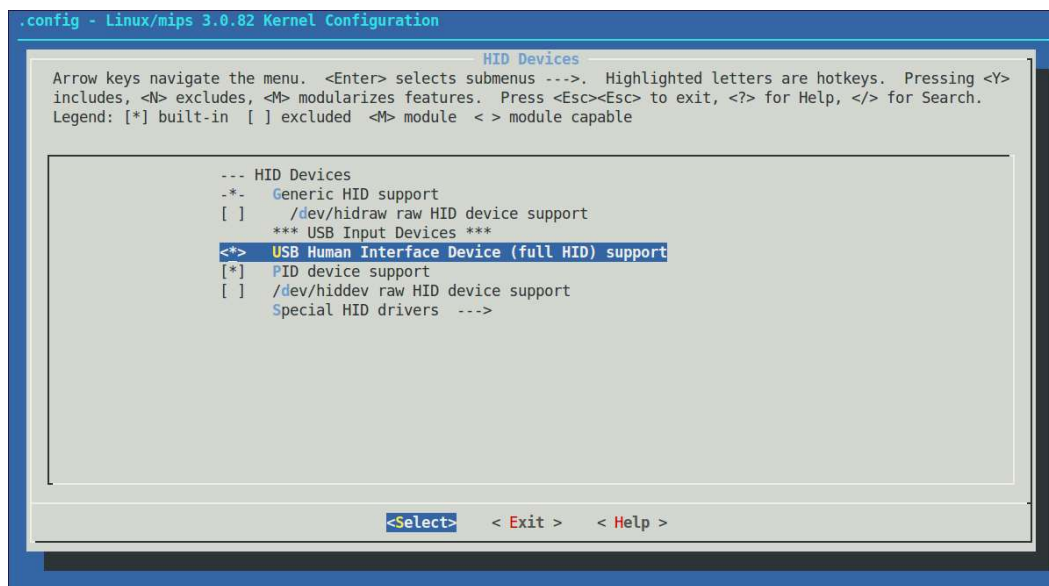 .config - Linux/mips 3.0.82 Kernel Configuration
HID Devices
Arrow keys navigate the menu. <Enter> selects submenus --->. Highlighted letters are hotkeys. Pressing <Y>
includes, <N> excludes, <M> modularizes features. Press <Esc><Esc> to exit, <?> for Help, </> for Search.
Legend: [*] built-in [ ] excluded <M> module < > module capable
--- HID Devices
-*- Generic HID support
[ ] /dev/hidraw raw HID device support
*** USB Input Devices ***
<*> USB Human Interface Device (full HID) support
[*] PID device support
[ ] /dev/hiddev raw HID device support
Special HID drivers --->
<Select> < Exit > < Help >